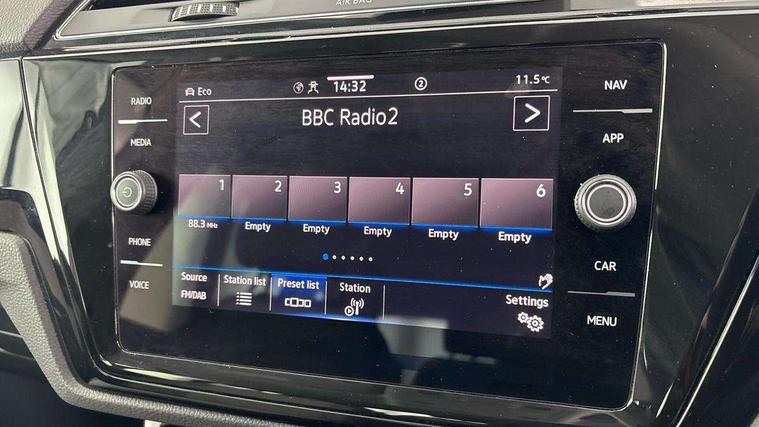 AIR BAG
Eco
14:32
2
11.5°C
RADIO
NAV
<
BBC Radio2
>
MEDIA
APP
1
2
3
4
5
6
88.3 MHz
Empty
Empty
Empty
Empty
Empty
PHONE
CAR
Source
Station list
Preset list
Station
Settings
FM/DAB
VOICE
MENU